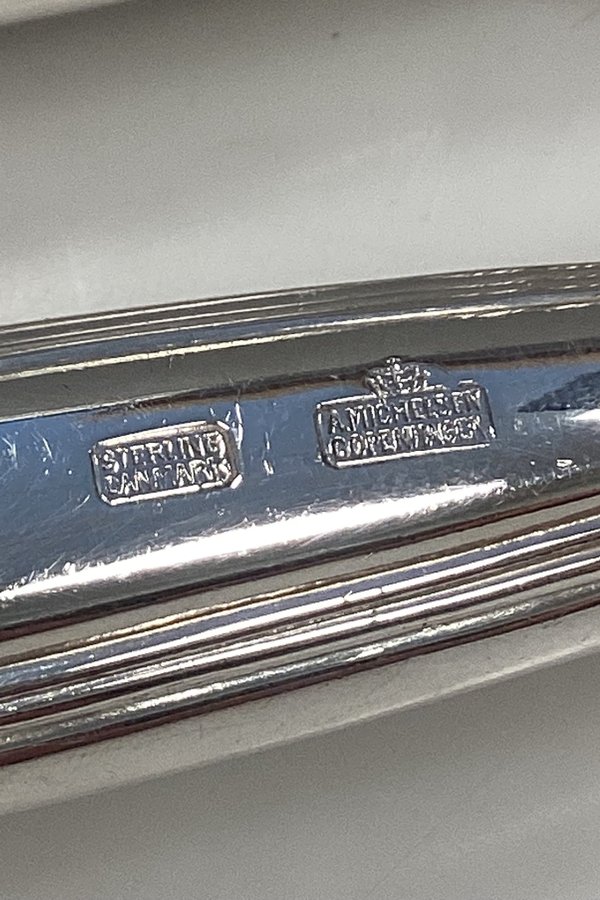 STERLING
DANMARK
A. MICHELSEN
COPENHAGEN